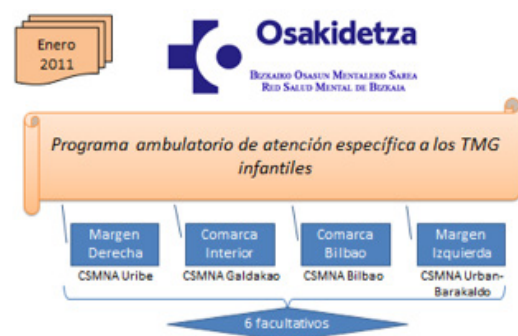 Enero
2011
Osakidetza
BIZKAIKO OSASUN MENTALEKO SAREA
RED SALUD MENTAL DE BIZKAIA
Programa ambulatorio de atención específica a los TMG
infantiles
Margen
Derecha
CSMNA Uribe
Comarca
Interior
CSMNA Galdakao
Comarca
Bilbao
CSMNA Bilbao
Margen
Izquierda
CSMNA Urban-
Barakaldo
6 facultativos